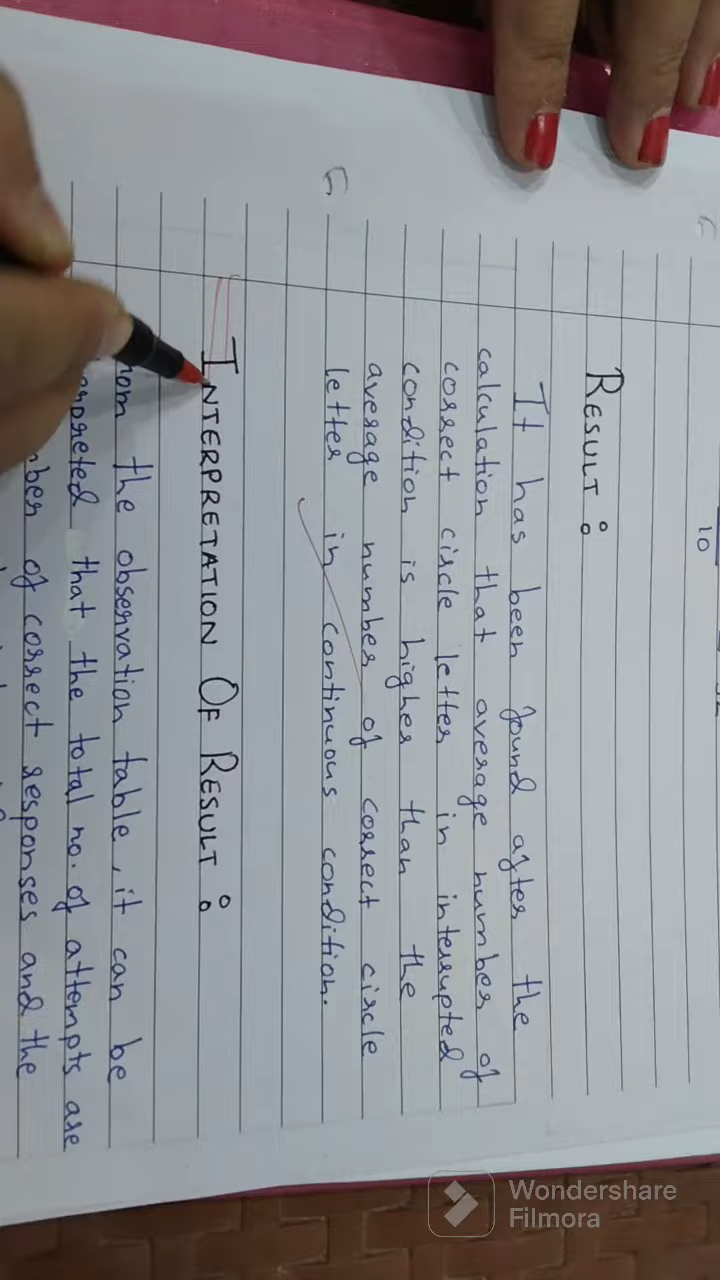 10
RESULT :
It has been found after the
calculation that average number of
correct circle letter in interrupted
condition is higher than the
average number of correct circle
letter in continuous condition.
INTERPRETATION OF RESULT :
the observation table, it can be
that the total no. of attempts are
of correct responses and the
Wondershare
Filmora